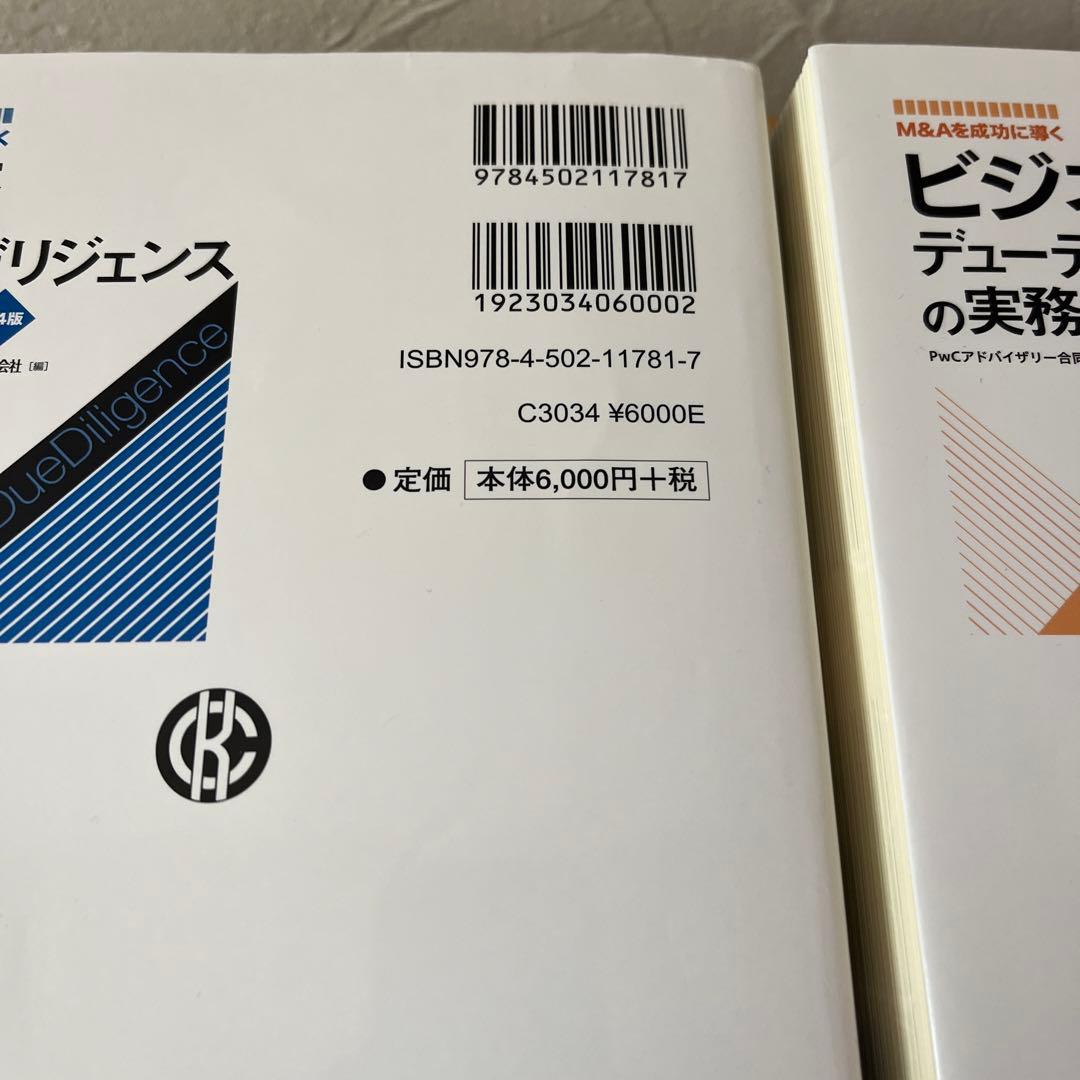 9784502117817
1923034060002
ISBN978-4-502-11781-7
C3034 ¥6000E
●定価 本体6,000円+税
デリジェンス
4版
会社[編]
DueDiligence
M&Aを成功に導く
ビジネ
デューデ
の実務
PwCアドバイザリー合同